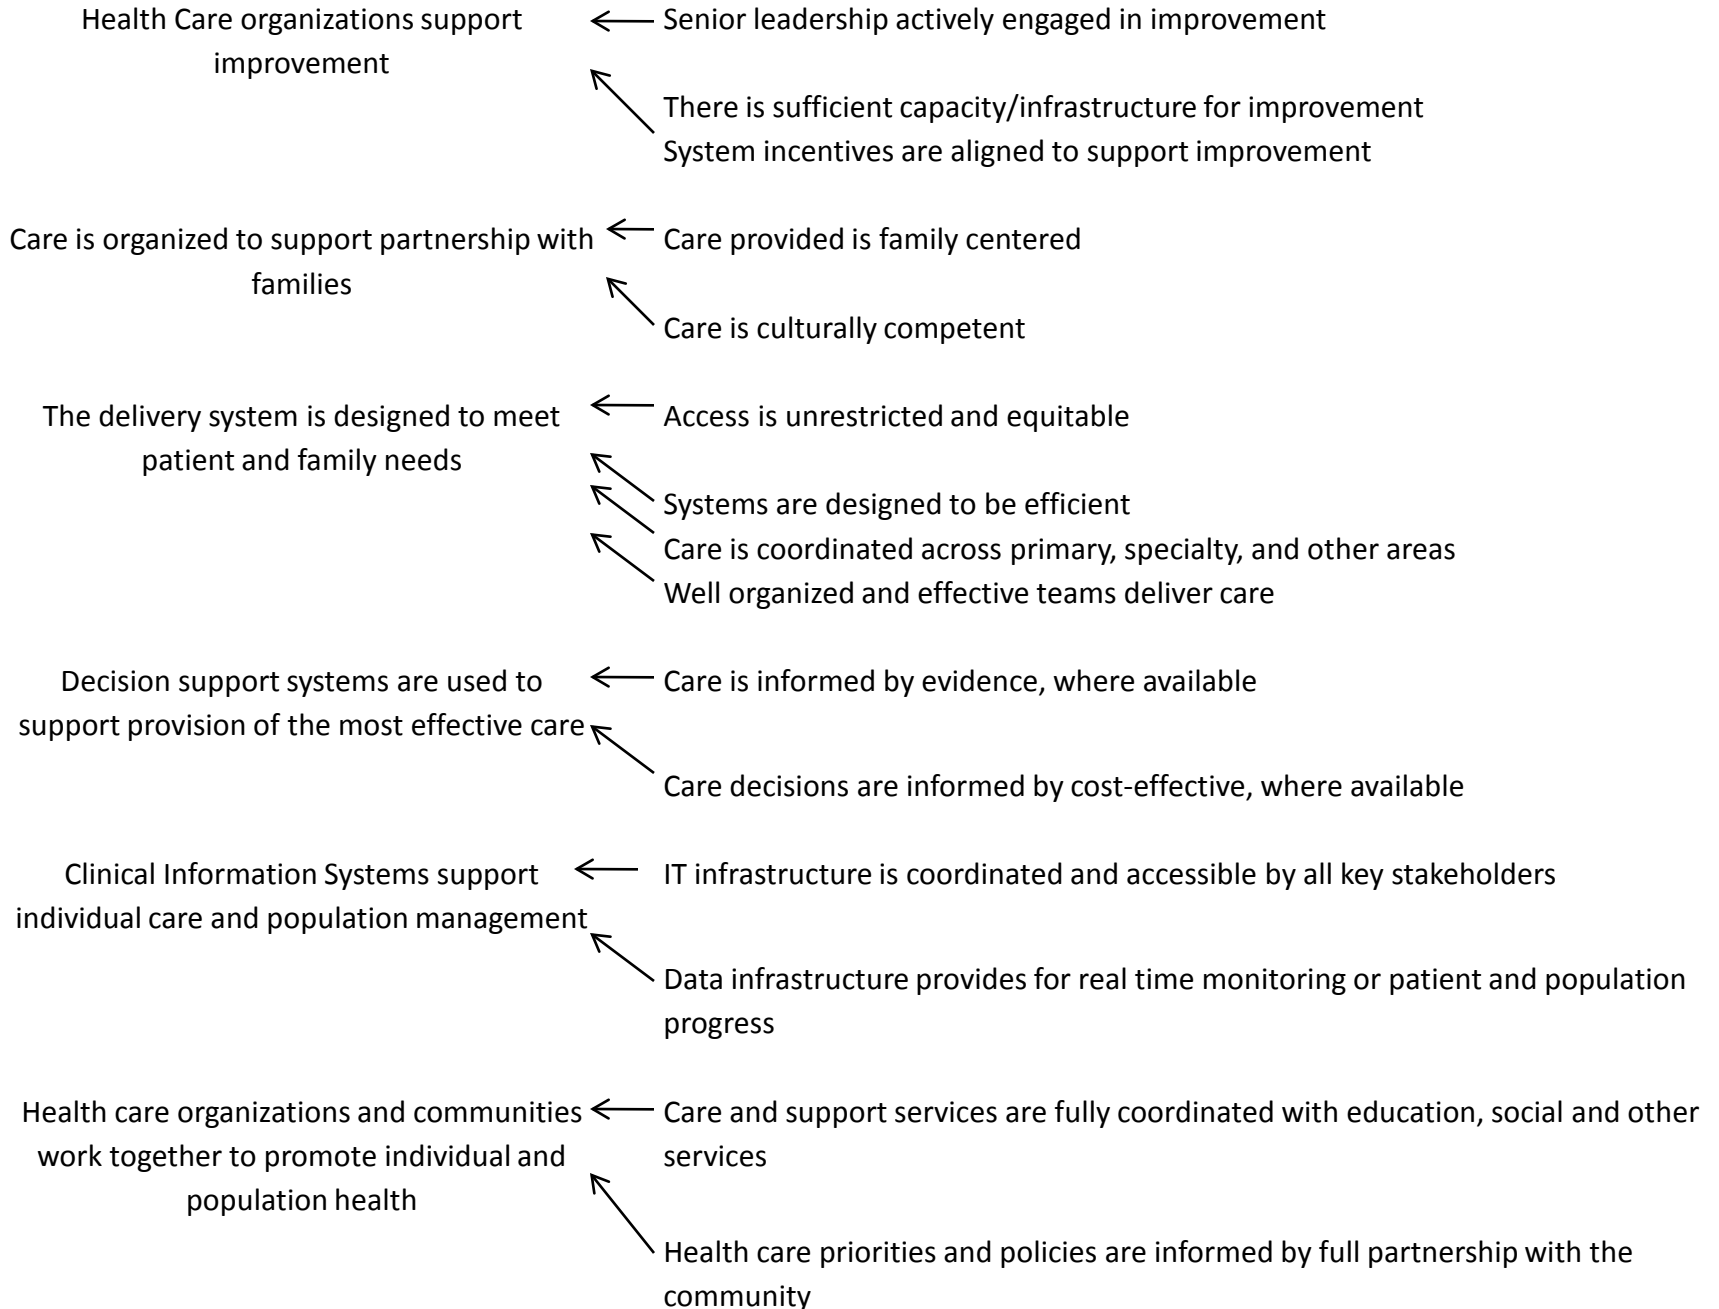 Health Care organizations support
improvement
Senior leadership actively engaged in improvement
There is sufficient capacity/infrastructure for improvement
System incentives are aligned to support improvement
Care is organized to support partnership with
families
Care provided is family centered
Care is culturally competent
The delivery system is designed to meet
patient and family needs
Access is unrestricted and equitable
Systems are designed to be efficient
Care is coordinated across primary, specialty, and other areas
Well organized and effective teams deliver care
Decision support systems are used to
support provision of the most effective care
Care is informed by evidence, where available
Care decisions are informed by cost-effective, where available
Clinical Information Systems support
individual care and population management
IT infrastructure is coordinated and accessible by all key stakeholders
Data infrastructure provides for real time monitoring or patient and population
progress
Health care organizations and communities
work together to promote individual and
population health
Care and support services are fully coordinated with education, social and other
services
Health care priorities and policies are informed by full partnership with the
community